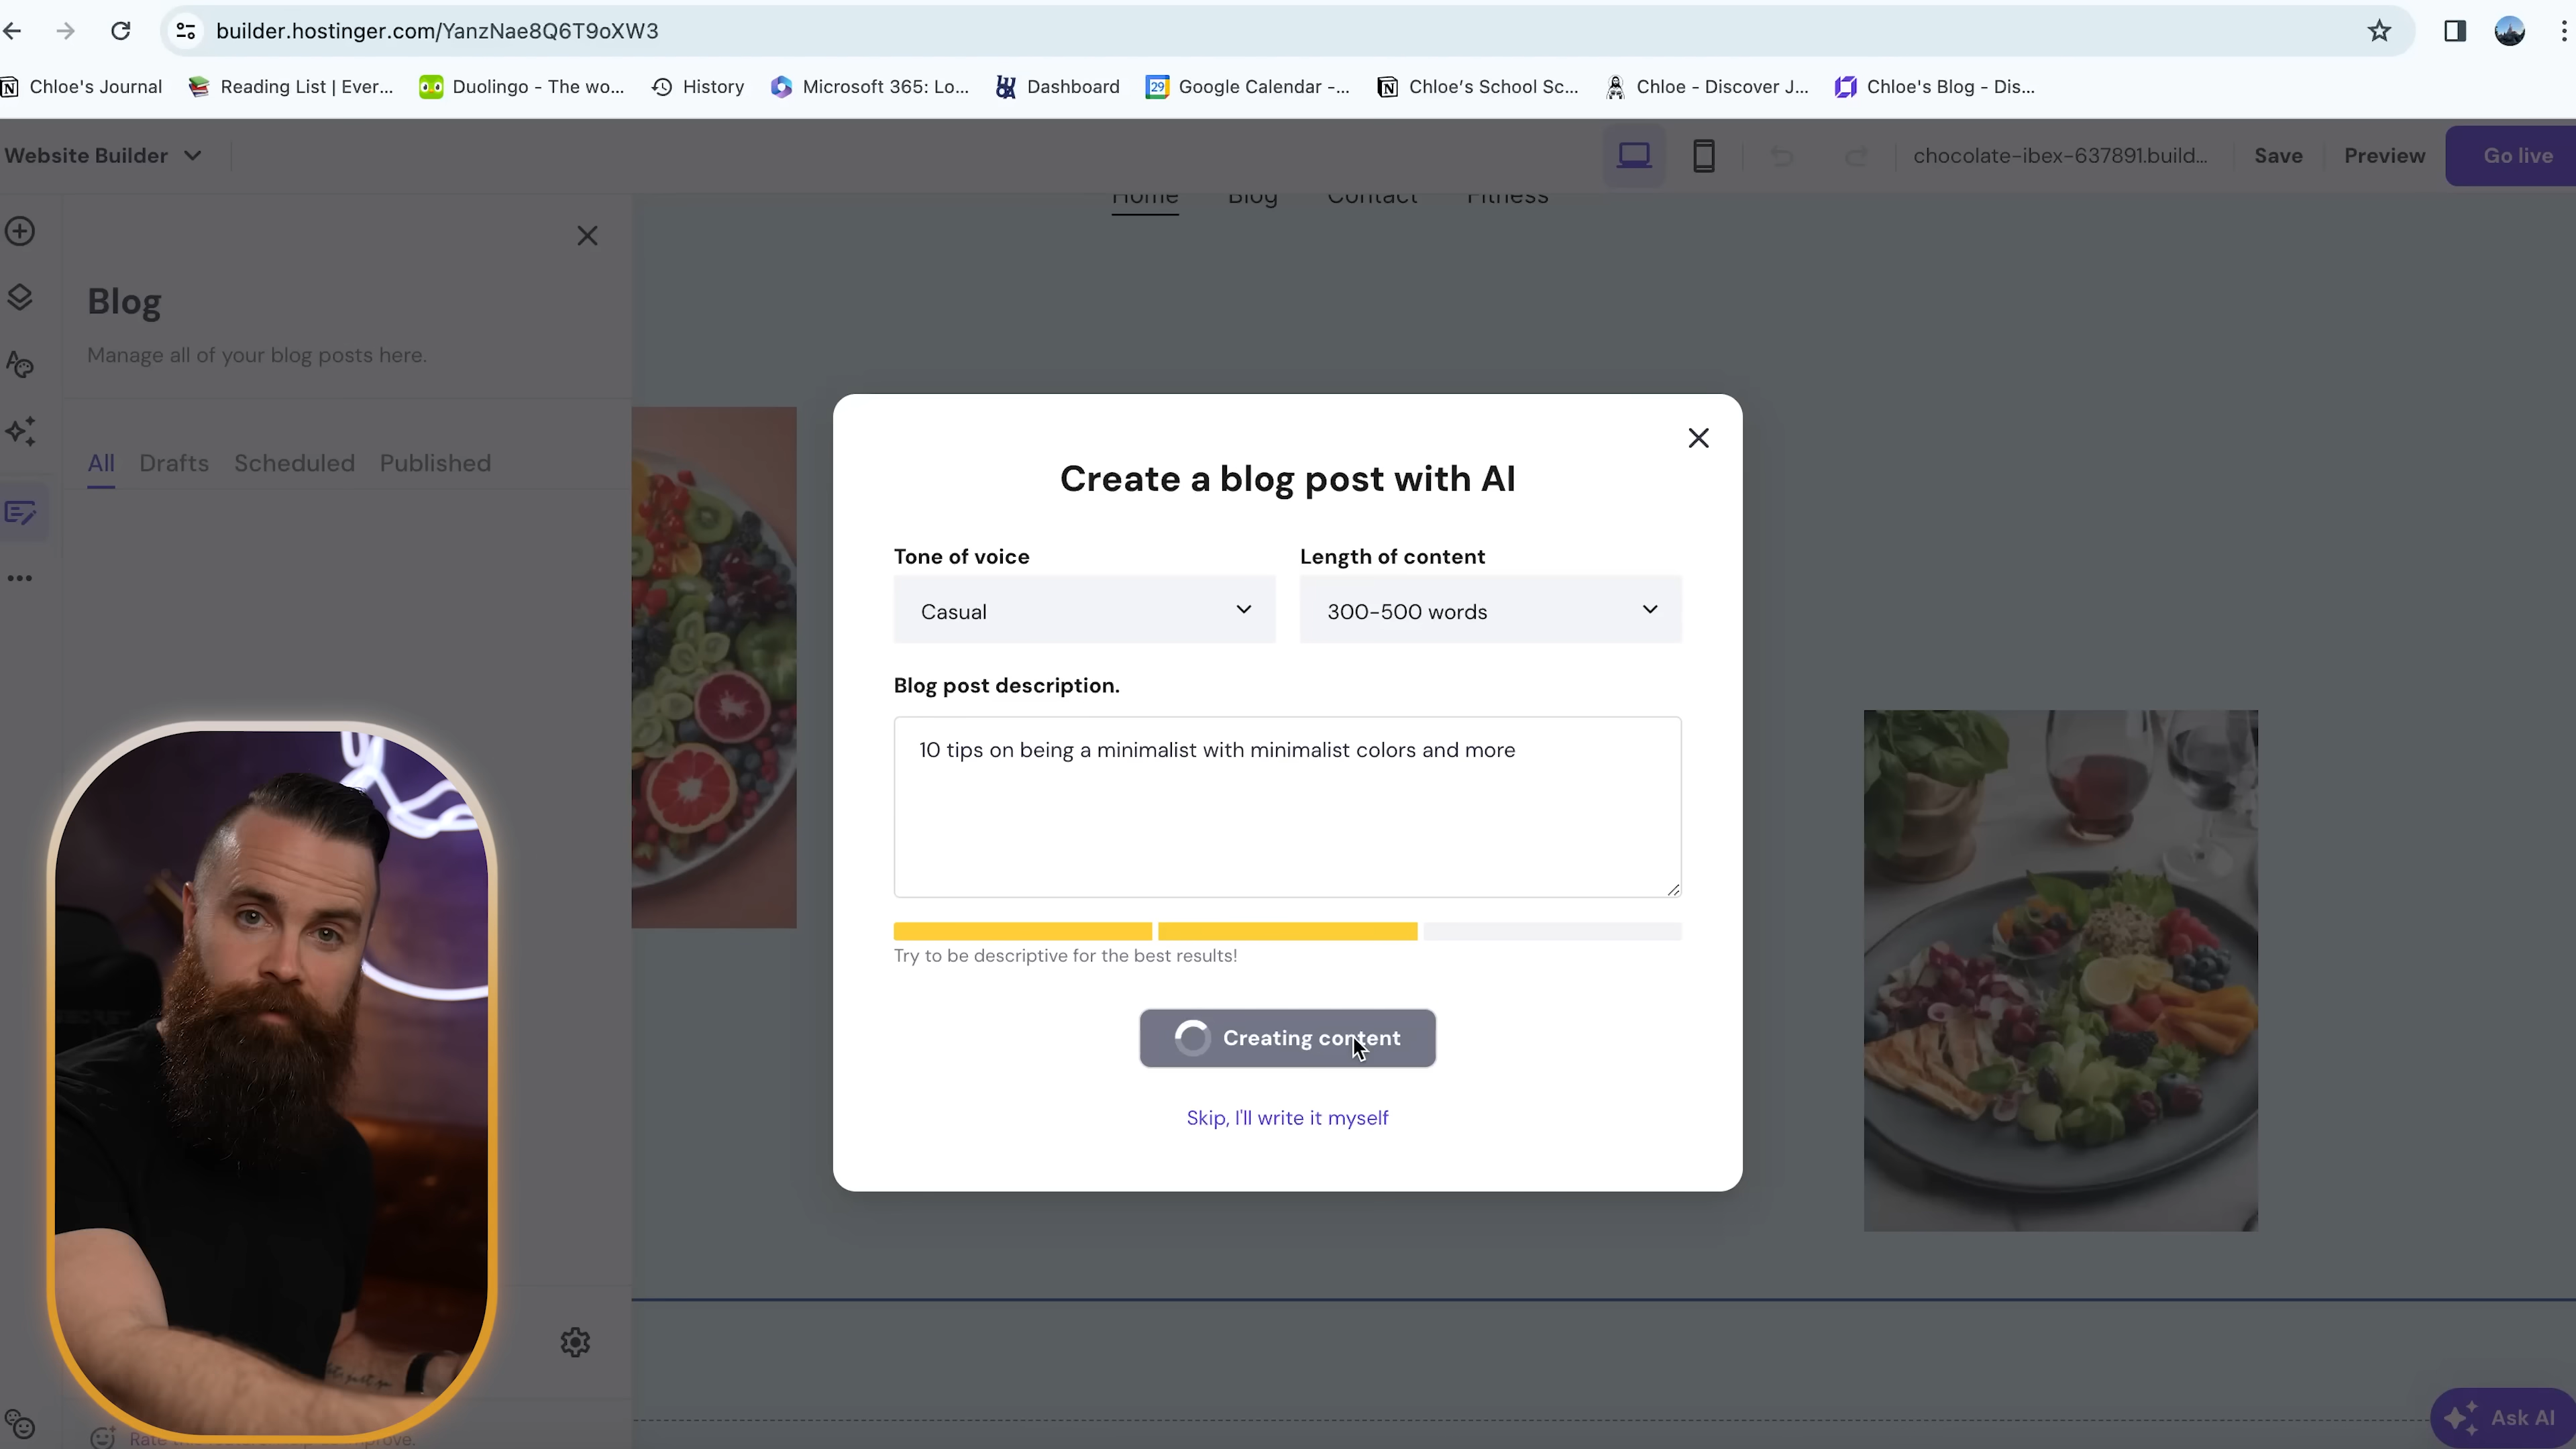 builder.hostinger.com/YanzNae8Q6T9oXW3
Chloe's Journal
Reading List | Ever...
Duolingo - The wo...
History
Microsoft 365: Lo...
Dashboard
29
Google Calendar -...
Chloe's School Sc...
Chloe - Discover J...
Chloe's Blog - Dis...
Website Builder
chocolate-ibex-637891.build...
Save
Preview
Go live
Home
Blog
Contact
Fitness
Blog
Manage all of your blog posts here.
All
Drafts
Scheduled
Published
Create a blog post with AI
Tone of voice
Length of content
Casual
300-500 words
Blog post description.
10 tips on being a minimalist with minimalist colors and more
Try to be descriptive for the best results!
Creating content
Skip, I'll write it myself
Ask AI